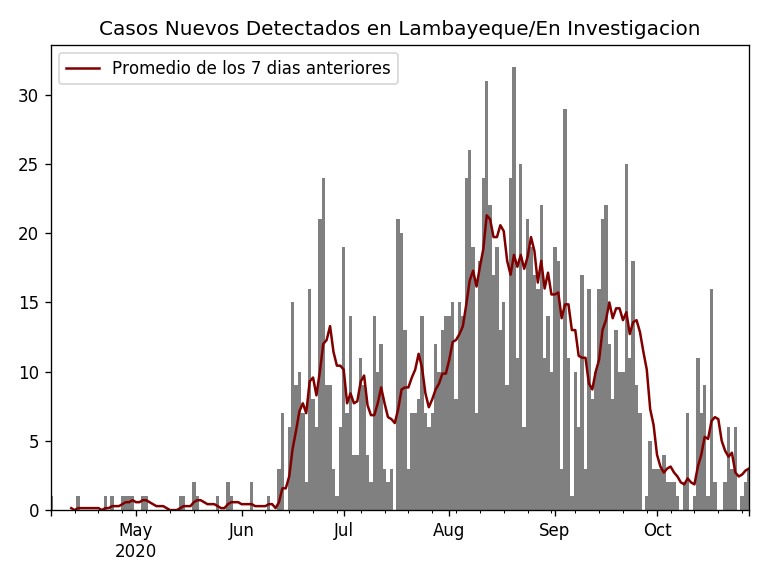 Casos Nuevos Detectados en Lambayeque/En Investigacion
Promedio de los 7 dias anteriores
30
25
20
15
10
5
0
May Jun Jul Aug Sep Oct
2020